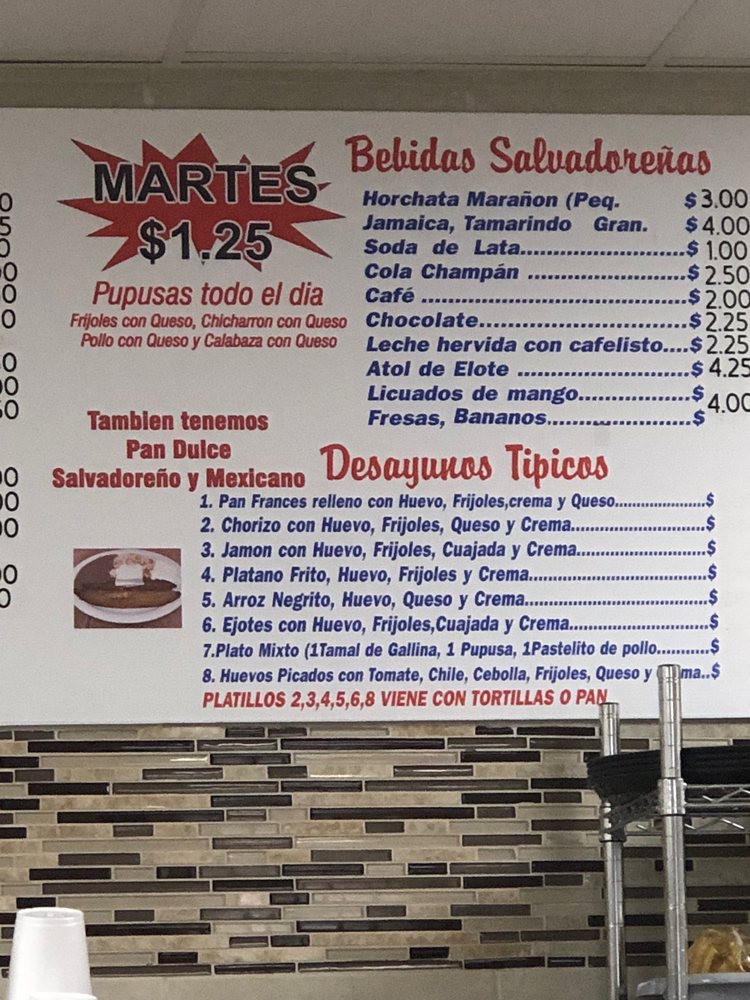 MARTES
$1.25
Pupusas todo el dia
Frijoles con Queso, Chicharron con Queso
Pollo con Queso y Calabaza con Queso
Tambien tenemos
Pan Dulce
Salvadoreño y Mexicano
Bebidas Salvadoreñas
Horchata Marañon (Peq. $3.00
Jamaica, Tamarindo Gran. $4.00
Soda de Lata..........................$1.00
Cola Champán .........................$2.50
Café ..........................................$2.00
Chocolate.................................$2.25
Leche hervida con cafelisto....$2.25
Atol de Elote ...........................$4.25
Licuados de mango..................$
Fresas, Bananos.......................$ 4.00
Desayunos Tipicos
1. Pan Frances relleno con Huevo, Frijoles,crema y Queso......................$
2. Chorizo con Huevo, Frijoles, Queso y Crema.................................$
3. Jamon con Huevo, Frijoles, Cuajada y Crema................................$
4. Platano Frito, Huevo, Frijoles y Crema...........................................$
5. Arroz Negrito, Huevo, Queso y Crema............................................$
6. Ejotes con Huevo, Frijoles,Cuajada y Crema..................................$
7.Plato Mixto (1Tamal de Gallina, 1 Pupusa, 1Pastelito de pollo...........$
8. Huevos Picados con Tomate, Chile, Cebolla, Frijoles, Queso y ma..$
PLATILLOS 2,3,4,5,6,8 VIENE CON TORTILLAS O PAN